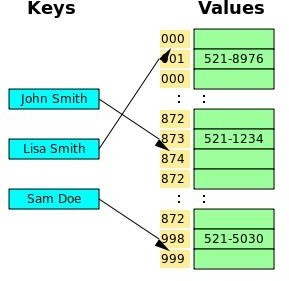 Keys
John Smith
Lisa Smith
Sam Doe
Values
000
001 521-8976
000
: :
872
873 521-1234
874
872
: :
872
998 521-5030
999